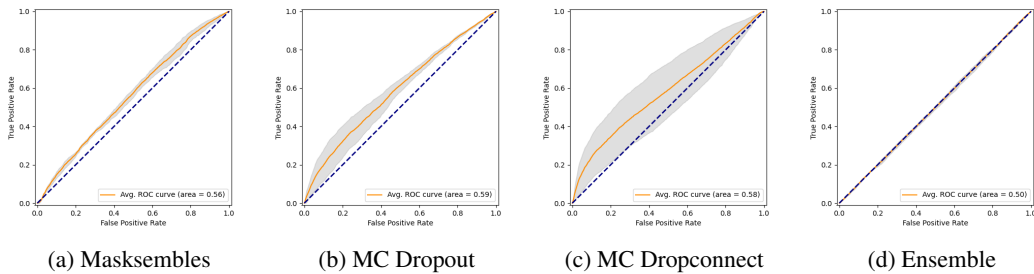 1.0
0.8
0.6
0.4
0.2
0.0
True Positive Rate
0.0 0.2 0.4 0.6 0.8 1.0
False Positive Rate
Avg. ROC curve (area = 0.56)
(a) Masksembles
1.0
0.8
0.6
0.4
0.2
0.0
True Positive Rate
0.0 0.2 0.4 0.6 0.8 1.0
False Positive Rate
Avg. ROC curve (area = 0.59)
(b) MC Dropout
1.0
0.8
0.6
0.4
0.2
0.0
True Positive Rate
0.0 0.2 0.4 0.6 0.8 1.0
False Positive Rate
Avg. ROC curve (area = 0.58)
(c) MC Dropconnect
1.0
0.8
0.6
0.4
0.2
0.0
True Positive Rate
0.0 0.2 0.4 0.6 0.8 1.0
False Positive Rate
Avg. ROC curve (area = 0.50)
(d) Ensemble